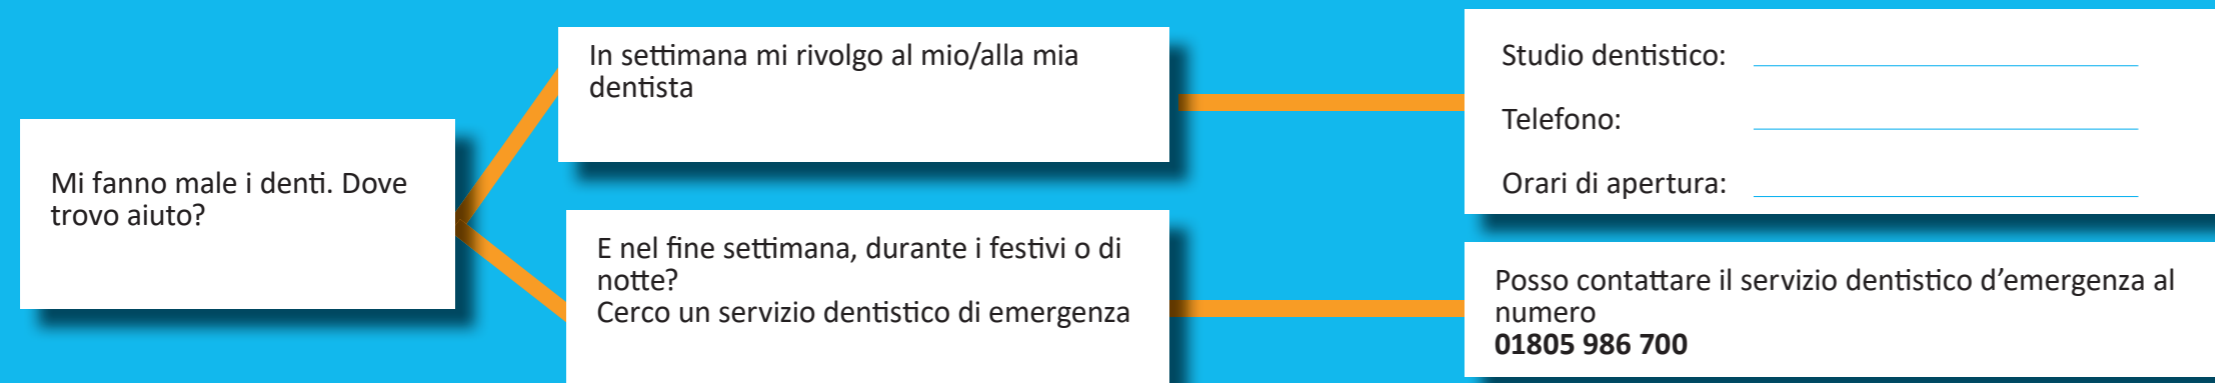 Mi fanno male i denti. Dove
trovo aiuto?
In settimana mi rivolgo al mio/alla mia
dentista
Studio dentistico:
Telefono:
Orari di apertura:
E nel fine settimana, durante i festivi o di
notte?
Cerco un servizio dentistico di emergenza
Posso contattare il servizio dentistico d’emergenza al
numero
01805 986 700